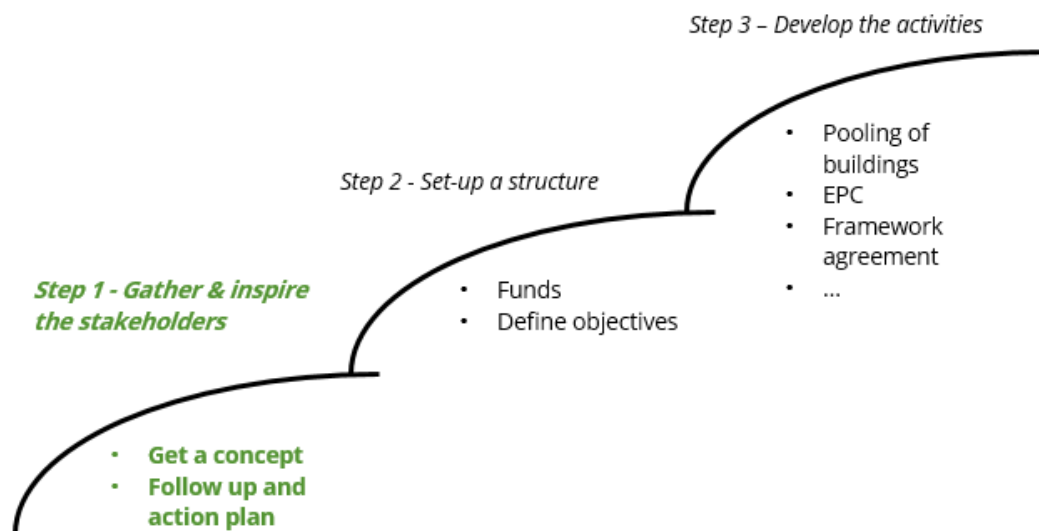 Step 3 – Develop the activities
• Pooling of
buildings
• EPC
• Framework
agreement
• ...
Step 2 - Set-up a structure
• Funds
• Define objectives
Step 1 - Gather & inspire
the stakeholders
• Get a concept
• Follow up and
action plan